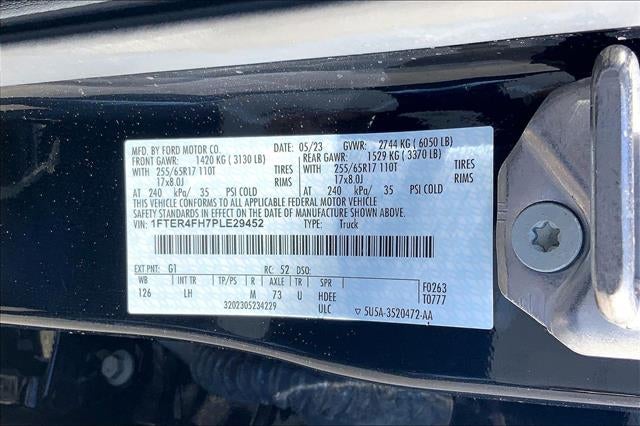 MFD. BY FORD MOTOR CO. DATE: 05/23 GVWR: 2744 KG ( 6050 LB)
FRONT GAWR: 1420 KG ( 3130 LB) REAR GAWR: 1529 KG ( 3370 LB)
WITH 255/65R17 110T TIRES WITH 255/65R17 110T TIRES
17x8.0J RIMS 17x8.0J RIMS
AT 240 kPa/ 35 PSI COLD AT 240 kPa/ 35 PSI COLD
THIS VEHICLE CONFORMS TO ALL APPLICABLE FEDERAL MOTOR VEHICLE
SAFETY STANDARDS IN EFFECT ON THE DATE OF MANUFACTURE SHOWN ABOVE.
VIN: 1FTER4FH7PLE29452 TYPE: Truck
EXT PNT: G1 RC: 52 DSO:
WB INT TR TP/PS R AXLE TR SPR F0263
126 LH M 73 U HDEE T0777
3202305234229 ULC ▽ 5U5A-3520472-AA